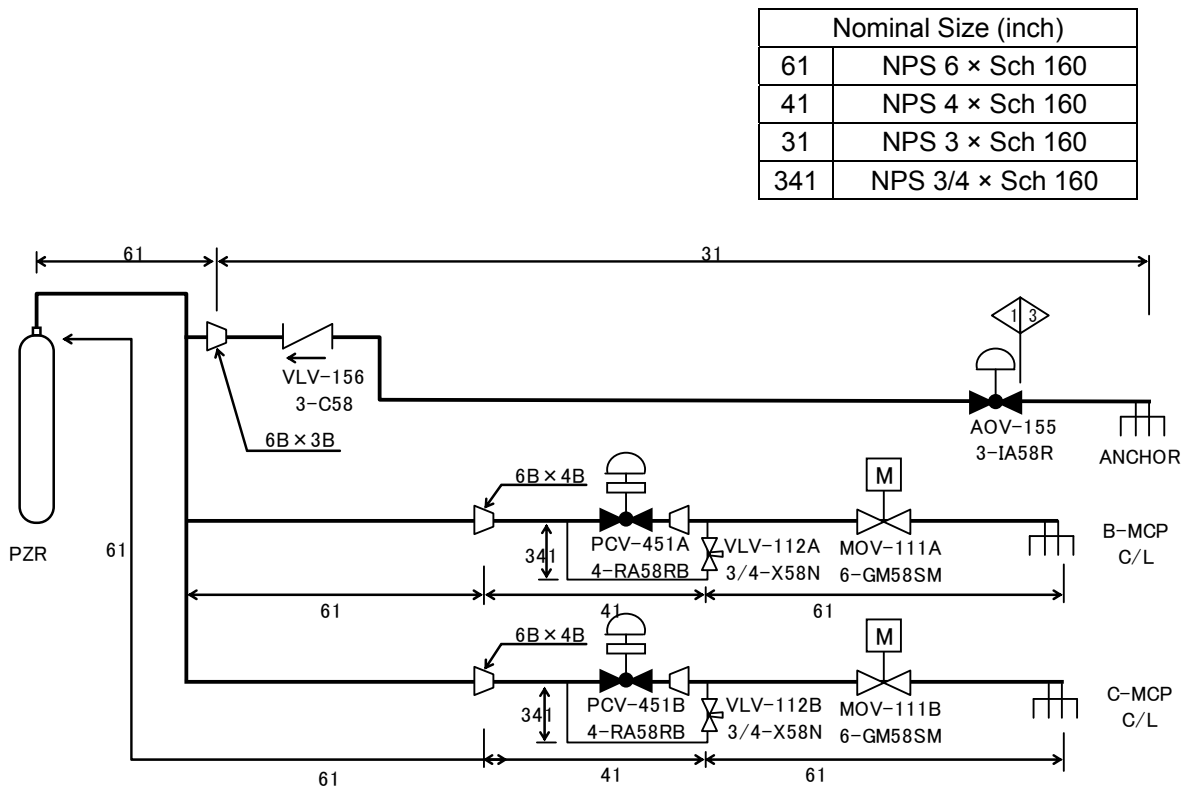 Nominal Size (inch)
61 NPS 6 × Sch 160
41 NPS 4 × Sch 160
31 NPS 3 × Sch 160
341 NPS 3/4 × Sch 160
61
31
1 3
VLV-156
3-C58
6B×3B
AOV-155
3-IA58R
ANCHOR
6B×4B
M
PZR
61
341
PCV-451A
4-RA58RB
VLV-112A
3/4-X58N
MOV-111A
6-GM58SM
B-MCP
C/L
61
41
61
6B×4B
M
341
PCV-451B
4-RA58RB
VLV-112B
3/4-X58N
MOV-111B
6-GM58SM
C-MCP
C/L
61
41
61